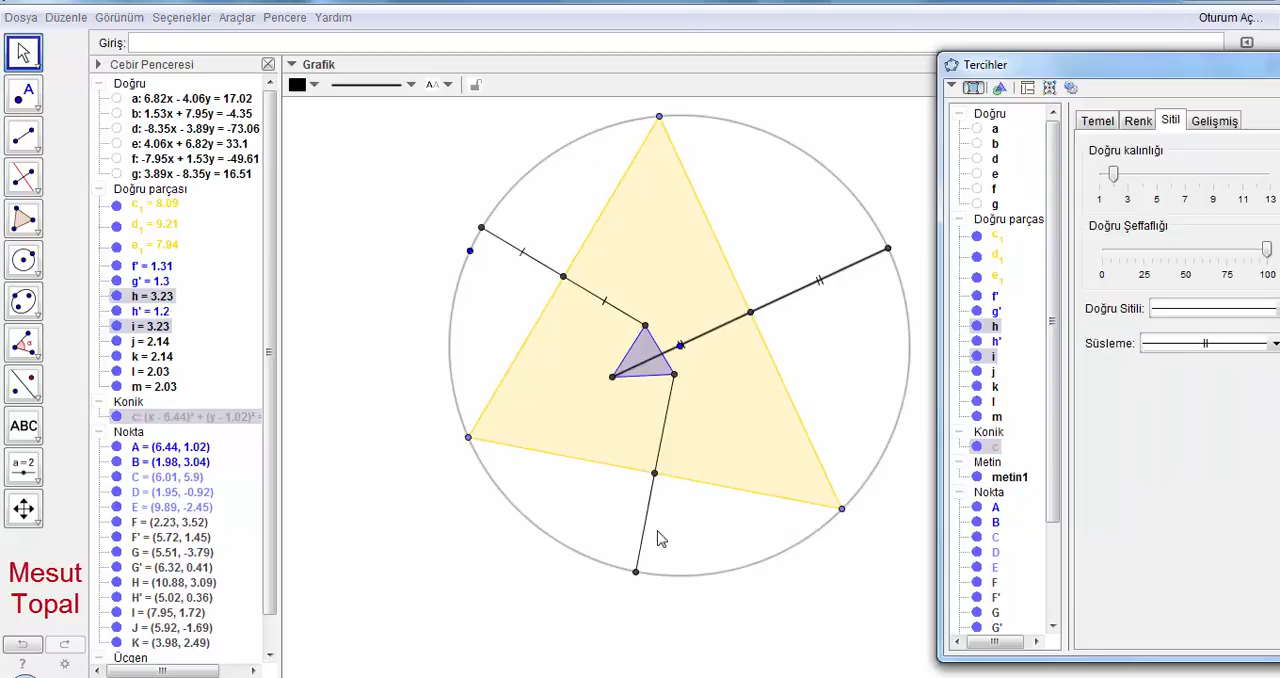 Dosya Düzenle Görünüm Seçenekler Araçlar Pencere Yardım Oturum Aç...
Giriş:
Cebir Penceresi
Grafik
Doğru
a: 6.82x - 4.06y = 17.02
b: 1.53x + 7.95y = -4.35
d: -8.35x - 3.89y = -73.06
e: 4.06x + 6.82y = 33.1
f: -7.95x + 1.53y = -49.61
g: 3.89x - 8.35y = 16.51
Doğru parçası
c1 = 8.09
d1 = 9.21
e1 = 7.94
f' = 1.31
g' = 1.3
h = 3.23
h' = 1.2
i = 3.23
j = 2.14
k = 2.14
l = 2.03
m = 2.03
Konik
c: (x - 6.44)² + (y - 1.02)² =
Nokta
A = (6.44, 1.02)
B = (1.98, 3.04)
C = (6.01, 5.9)
D = (1.95, -0.92)
E = (9.89, -2.45)
F = (2.23, 3.52)
F' = (5.72, 1.45)
G = (5.51, -3.79)
G' = (6.32, 0.41)
H = (10.88, 3.09)
H' = (5.02, 0.36)
I = (7.95, 1.72)
J = (5.92, -1.69)
K = (3.98, 2.49)
Üçgen
ABC
a=2
Mesut
Topal
?
Tercihler
Doğru
a
b
d
e
f
g
Doğru parças
c1
d1
e1
f'
g'
h
h'
i
j
k
l
m
Konik
c
Metin
metin1
Nokta
A
B
C
D
E
F
F'
G
G'
Temel Renk Sitil Gelişmiş
Doğru kalınlığı
1 3 5 7 9 11 13
Doğru Şeffaflığı
0 25 50 75 100
Doğru Sitili:
Süsleme: